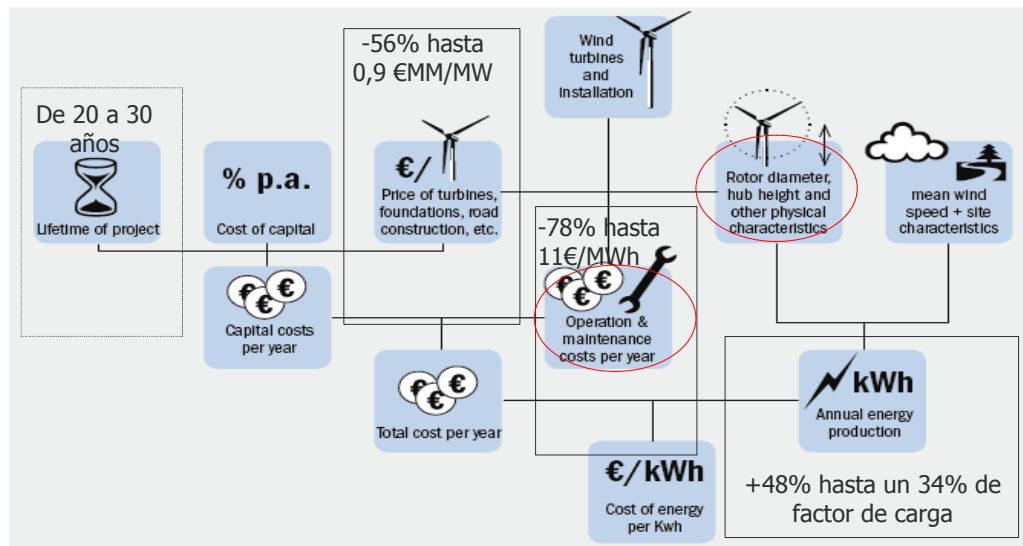 -56% hasta
0,9 €MM/MW
Wind
turbines
and
installation
De 20 a 30
años
Lifetime of project
% p.a.
Cost of capital
€/
Price of turbines,
foundations, road
construction, etc.
Rotor diameter,
hub height and
other physical
characteristics
mean wind
speed + site
characteristics
-78% hasta
11€/MWh
€
€
€
Capital costs
per year
€
€
€
Operation &
maintenance
costs per year
€
€
€
Total cost per year
kWh
Annual energy
production
€/kWh
Cost of energy
per Kwh
+48% hasta un 34% de
factor de carga